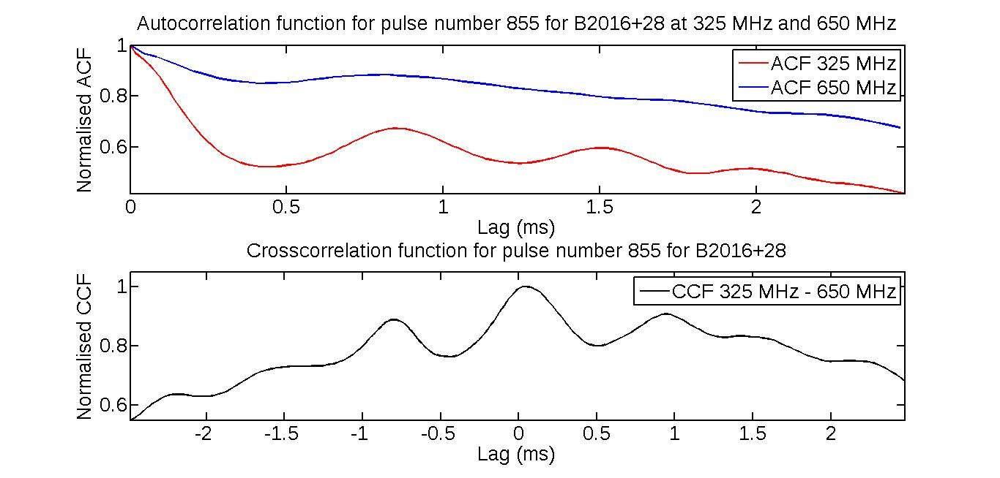 Autocorrelation function for pulse number 855 for B2016+28 at 325 MHz and 650 MHz
Normalised ACF
1
0.8
0.6
ACF 325 MHz
ACF 650 MHz
0 0.5 1 1.5 2
Lag (ms)
Crosscorrelation function for pulse number 855 for B2016+28
Normalised CCF
1
0.8
0.6
CCF 325 MHz - 650 MHz
-2 -1.5 -1 -0.5 0 0.5 1 1.5 2
Lag (ms)